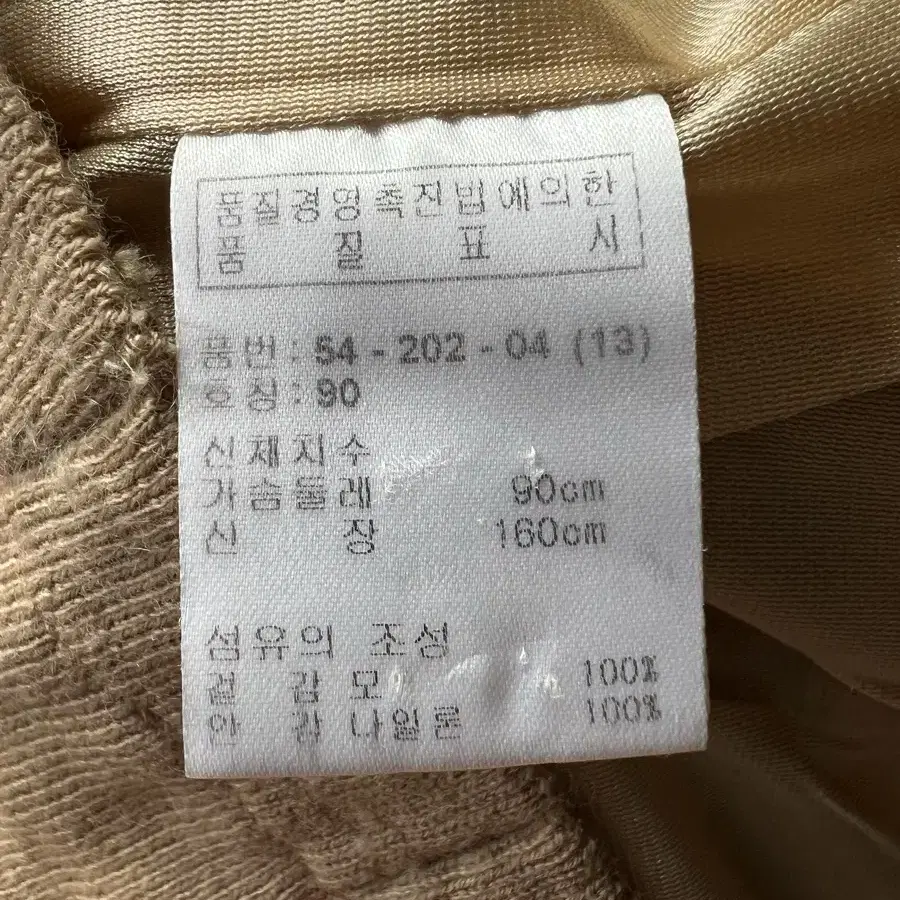 품질경영촉진법에의한
품 질 표 시
품번 : 54 - 202 - 04 (13)
호칭 : 90
신체치수
가슴둘레 90cm
신 장 160cm
섬유의 조성
겉 감 모 100%
안 감 나일론 100%